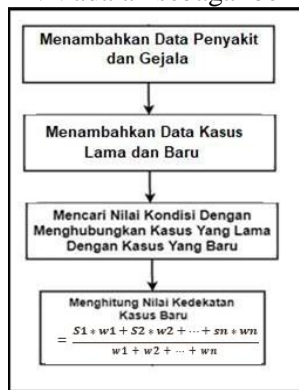 Menambahkan Data Penyakit
dan Gejala
Menambahkan Data Kasus
Lama dan Baru
Mencari Nilai Kondisi Dengan
Menghubungkan Kasus Yang Lama
Dengan Kasus Yang Baru
Menghitung Nilai Kedekatan
Kasus Baru
= S1 * w1 + S2 * w2 + ⋯ + sn * wn
w1 + w2 + ⋯ + wn